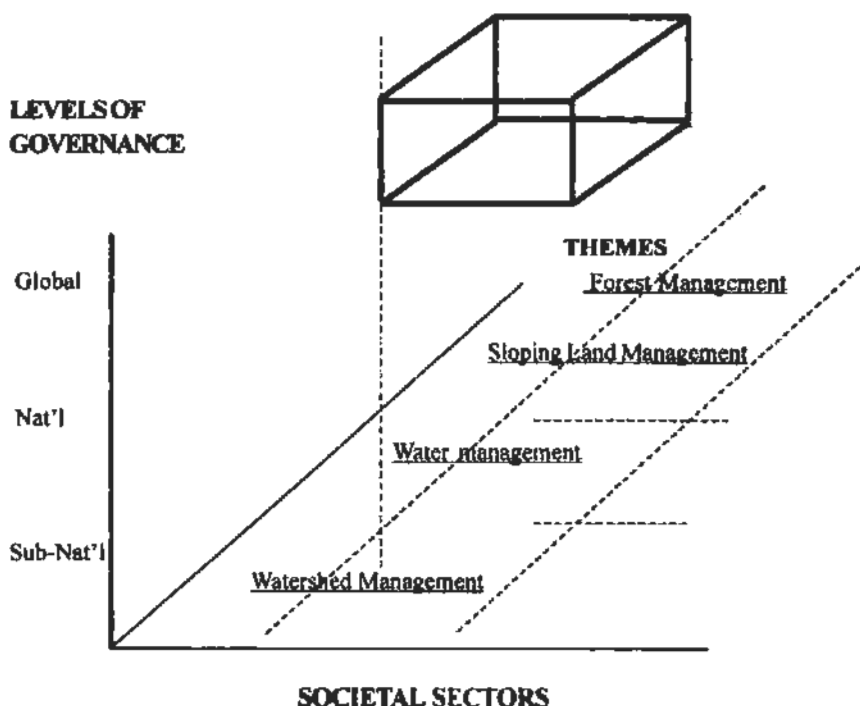 LEVELS OF
GOVERNANCE
THEMES
Global
Forest Management
Sloping Land Management
Nat'l
Water management
Sub-Nat'l
Watershed Management
SOCIETAL SECTORS